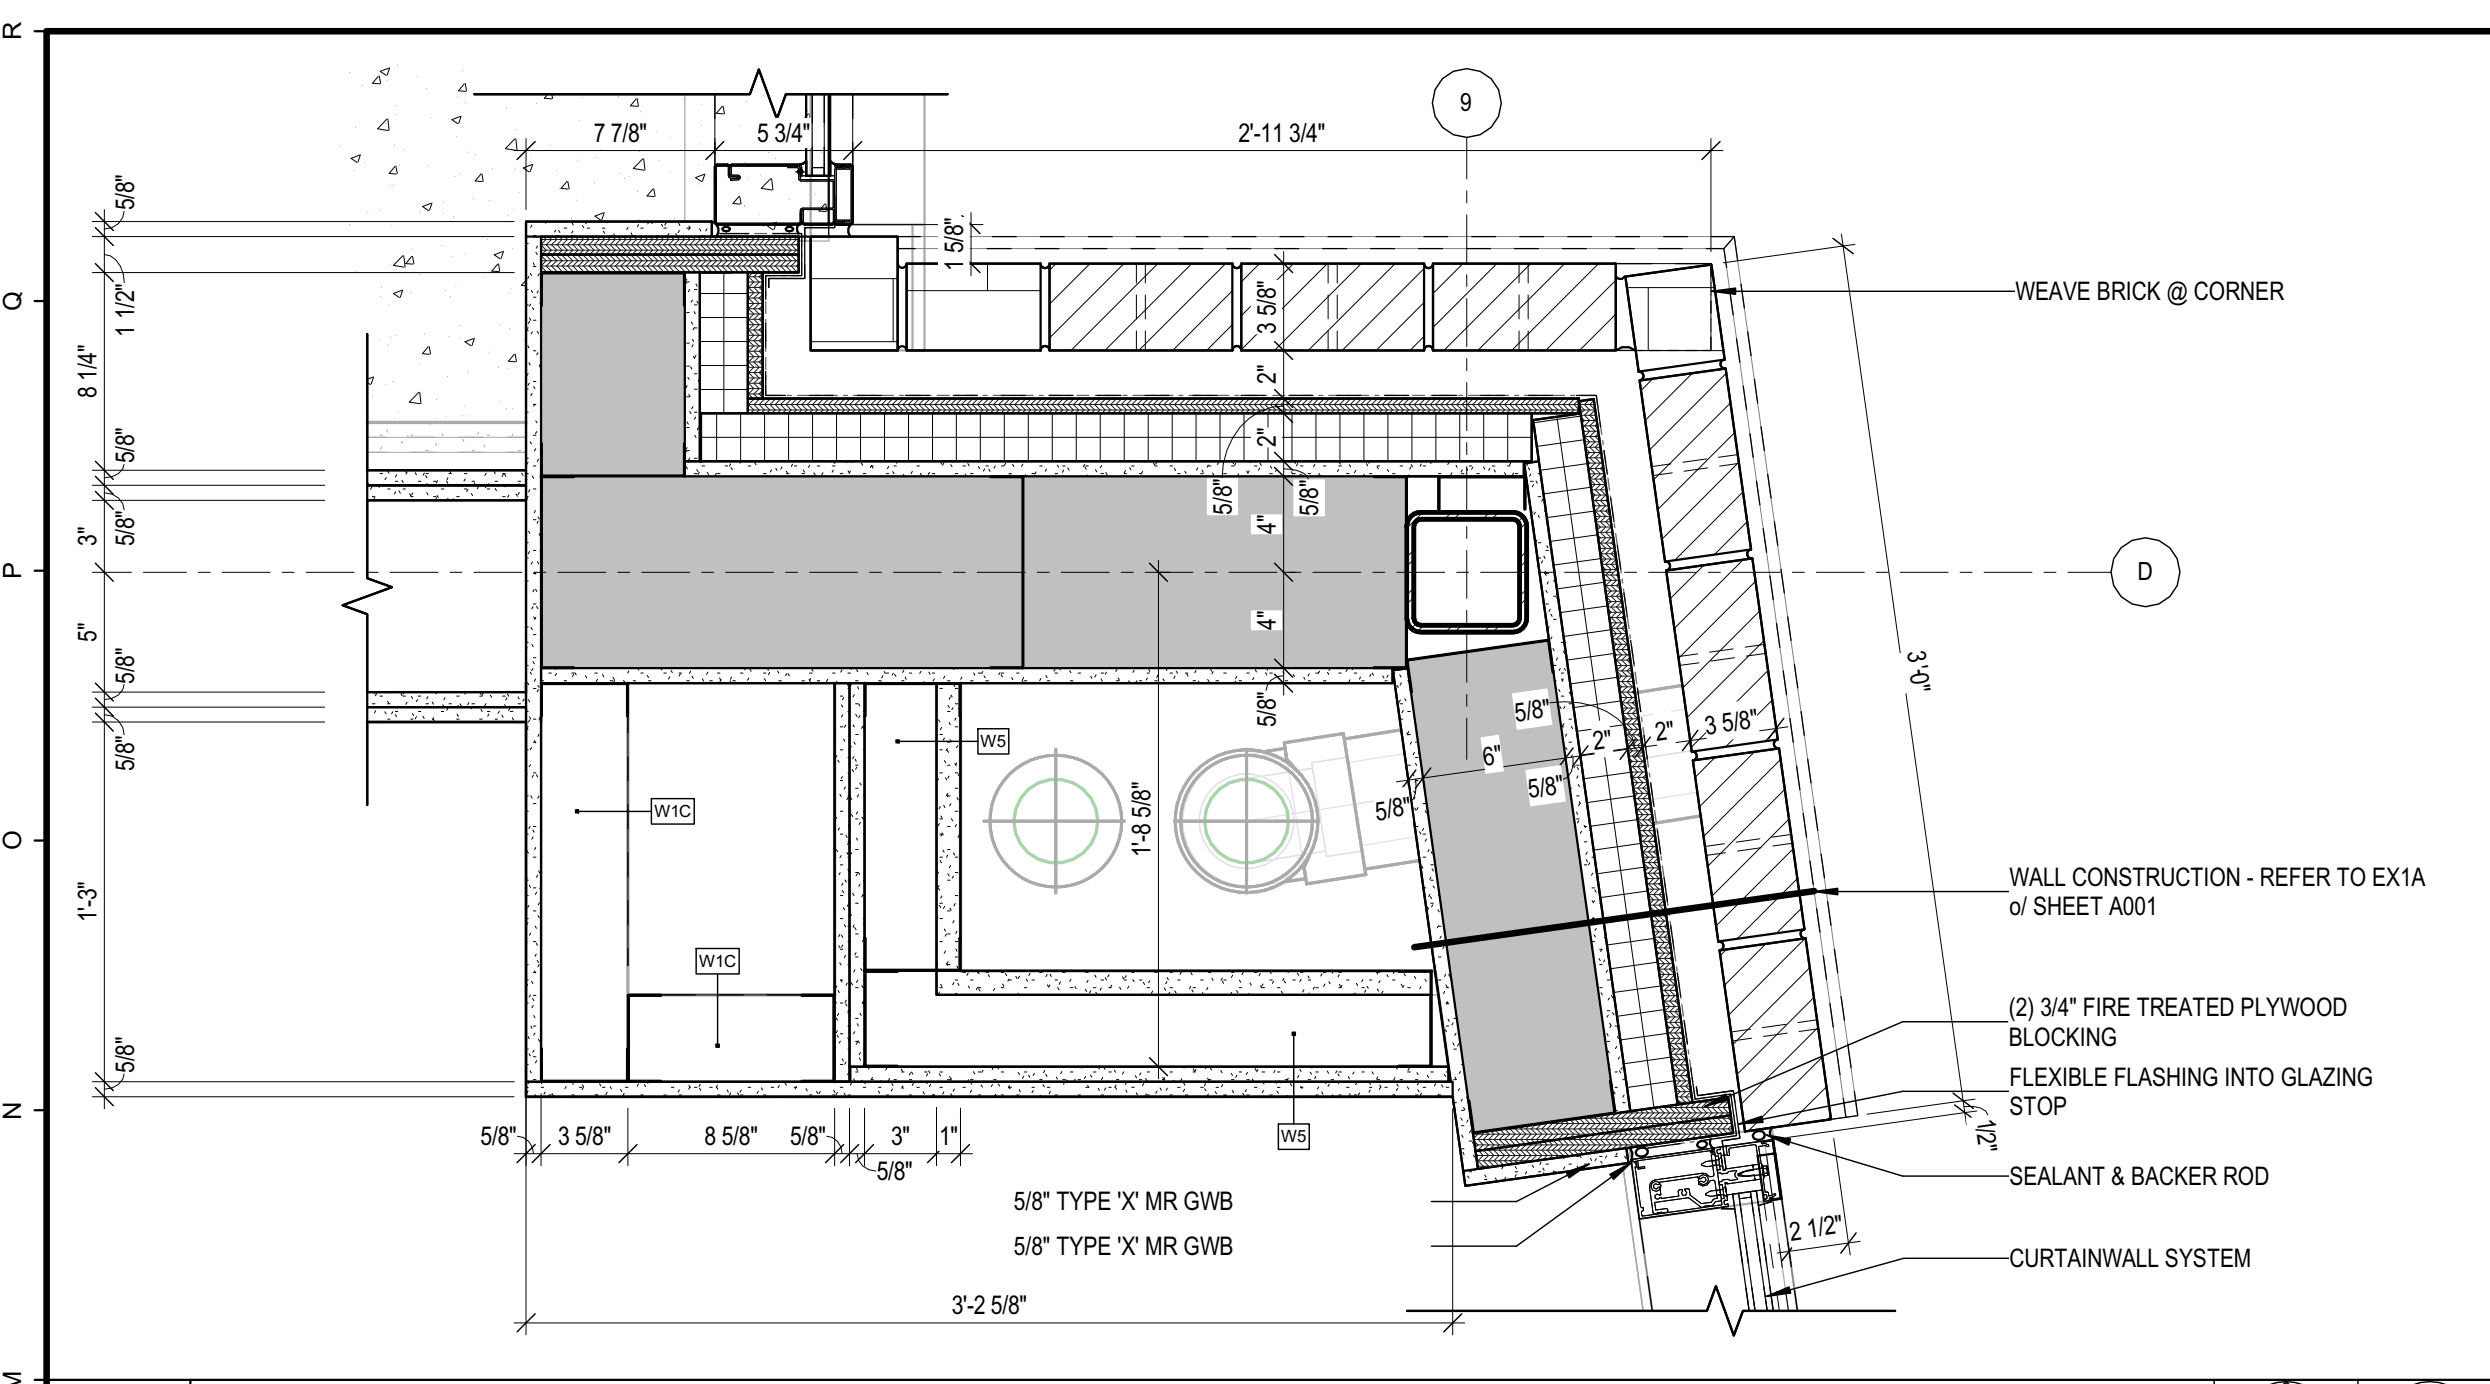 R
9
7 7/8"
5 3/4"
2'-11 3/4"
5/8"
1 5/8"
WEAVE BRICK @ CORNER
Q
1 1/2"
3 5/8"
8 1/4"
2"
5/8"
2"
5/8"
5/8"
3"
5/8"
4"
P
D
5"
4"
5/8"
3'-0"
5/8"
5/8"
5/8"
W5
6"
2"
2"
3 5/8"
5/8"
5/8"
W1C
1'-8 5/8"
O
1'-3"
WALL CONSTRUCTION - REFER TO EX1A
o/ SHEET A001
W1C
(2) 3/4" FIRE TREATED PLYWOOD
BLOCKING
5/8"
FLEXIBLE FLASHING INTO GLAZING
STOP
N
5/8"
3 5/8"
8 5/8"
5/8"
5/8"
3"
1"
W5
1/2"
SEALANT & BACKER ROD
5/8" TYPE 'X' MR GWB
5/8" TYPE 'X' MR GWB
2 1/2"
CURTAINWALL SYSTEM
3'-2 5/8"
M